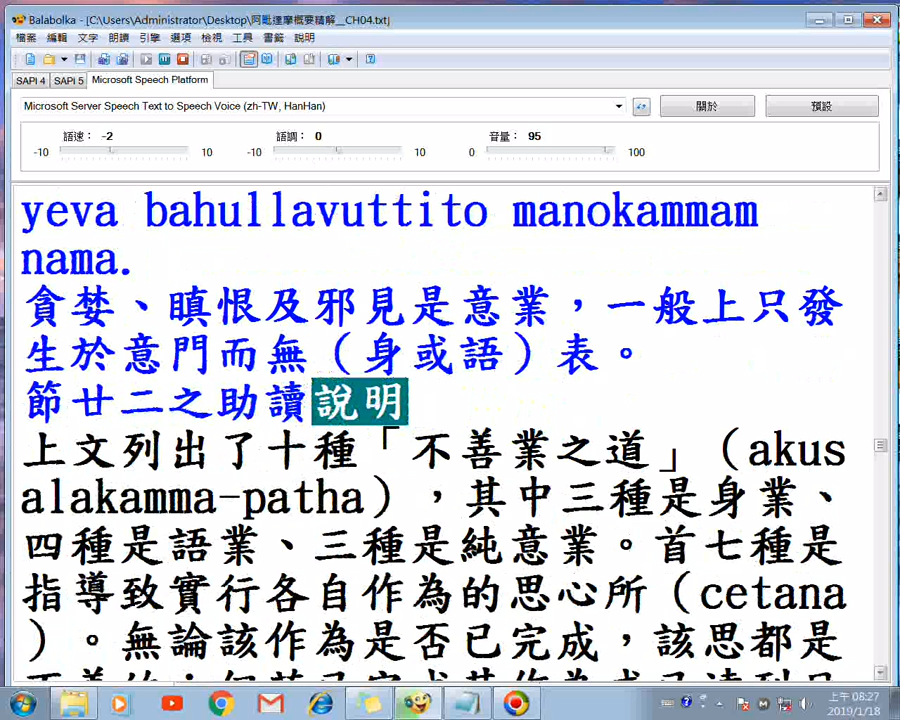 Balabolka - [C:\Users\Administrator\Desktop\阿毗達摩概要精解__CH04.txt]
檔案 編輯 文字 朗讀 引擎 選項 檢視 工具 書籤 說明
SAPI 4 SAPI 5 Microsoft Speech Platform
Microsoft Server Speech Text to Speech Voice (zh-TW, HanHan) 關於 預設
語速： -2 語調： 0 音量： 95
-10 10 -10 10 0 100
yeva bahullavuttito manokammam
nama.
貪婪、瞋恨及邪見是意業，一般上只發
生於意門而無（身或語）表。
節廿二之助讀說明
上文列出了十種「不善業之道」（akus
alakamma-patha），其中三種是身業、
四種是語業、三種是純意業。首七種是
指導致實行各自作為的思心所（cetana
）。無論該作為是否已完成，該思都是
上午 08:27
2019/1/18